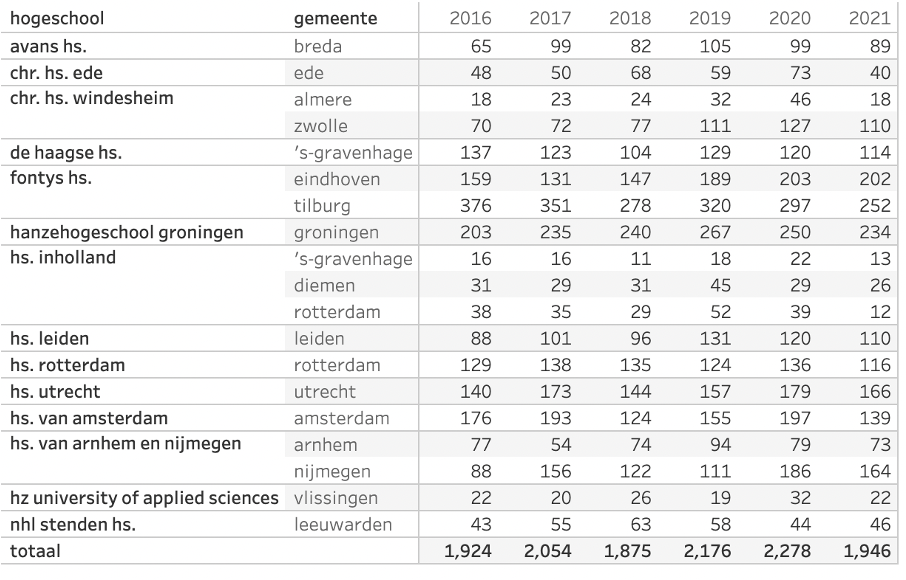 hogeschool gemeente 2016 2017 2018 2019 2020 2021
avans hs. breda 65 99 82 105 99 89
chr. hs. ede ede 48 50 68 59 73 40
chr. hs. windesheim almere 18 23 24 32 46 18
zwolle 70 72 77 111 127 110
de haagse hs. 's-gravenhage 137 123 104 129 120 114
fontys hs. eindhoven 159 131 147 189 203 202
tilburg 376 351 278 320 297 252
hanzehogeschool groningen groningen 203 235 240 267 250 234
hs. inholland 's-gravenhage 16 16 11 18 22 13
diemen 31 29 31 45 29 26
rotterdam 38 35 29 52 39 12
hs. leiden leiden 88 101 96 131 120 110
hs. rotterdam rotterdam 129 138 135 124 136 116
hs. utrecht utrecht 140 173 144 157 179 166
hs. van amsterdam amsterdam 176 193 124 155 197 139
hs. van arnhem en nijmegen arnhem 77 54 74 94 79 73
nijmegen 88 156 122 111 186 164
hz university of applied sciences vlissingen 22 20 26 19 32 22
nhl stenden hs. leeuwarden 43 55 63 58 44 46
totaal 1,924 2,054 1,875 2,176 2,278 1,946